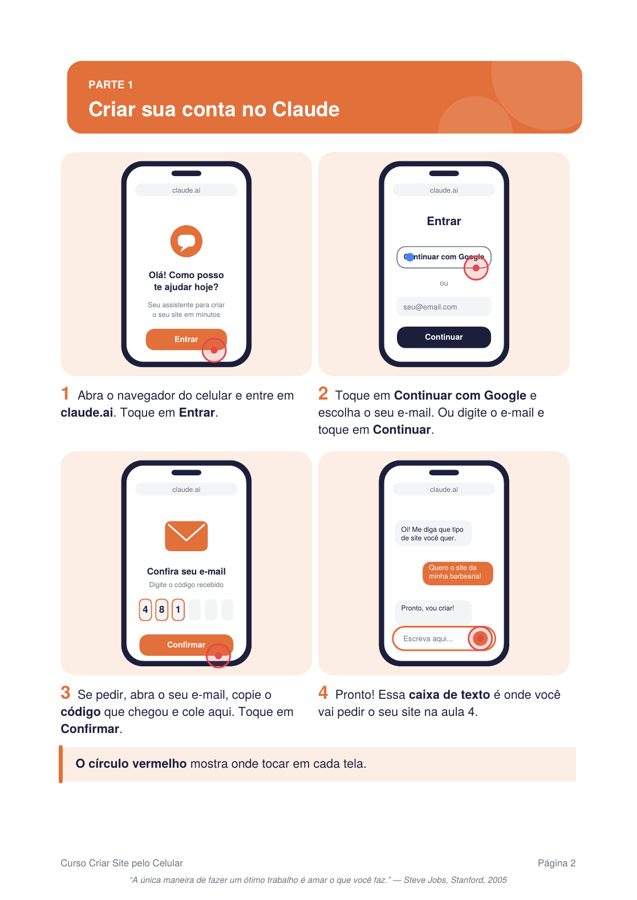 PARTE 1
Criar sua conta no Claude
claude.ai
Olá! Como posso
te ajudar hoje?
Seu assistente para criar
o seu site em minutos
Entrar
1 Abra o navegador do celular e entre em
claude.ai. Toque em Entrar.
claude.ai
Entrar
Continuar com Google
ou
seu@email.com
Continuar
2 Toque em Continuar com Google e
escolha o seu e-mail. Ou digite o e-mail e
toque em Continuar.
claude.ai
Confira seu e-mail
Digite o código recebido
4 8 1
Confirmar
3 Se pedir, abra o seu e-mail, copie o
código que chegou e cole aqui. Toque em
Confirmar.
claude.ai
Oi! Me diga que tipo
de site você quer.
Quero o site da
minha barbearia!
Pronto, vou criar!
Escreva aqui...
4 Pronto! Essa caixa de texto é onde você
vai pedir o seu site na aula 4.
O círculo vermelho mostra onde tocar em cada tela.
Curso Criar Site pelo Celular
Página 2
“A única maneira de fazer um ótimo trabalho é amar o que você faz.” — Steve Jobs, Stanford, 2005